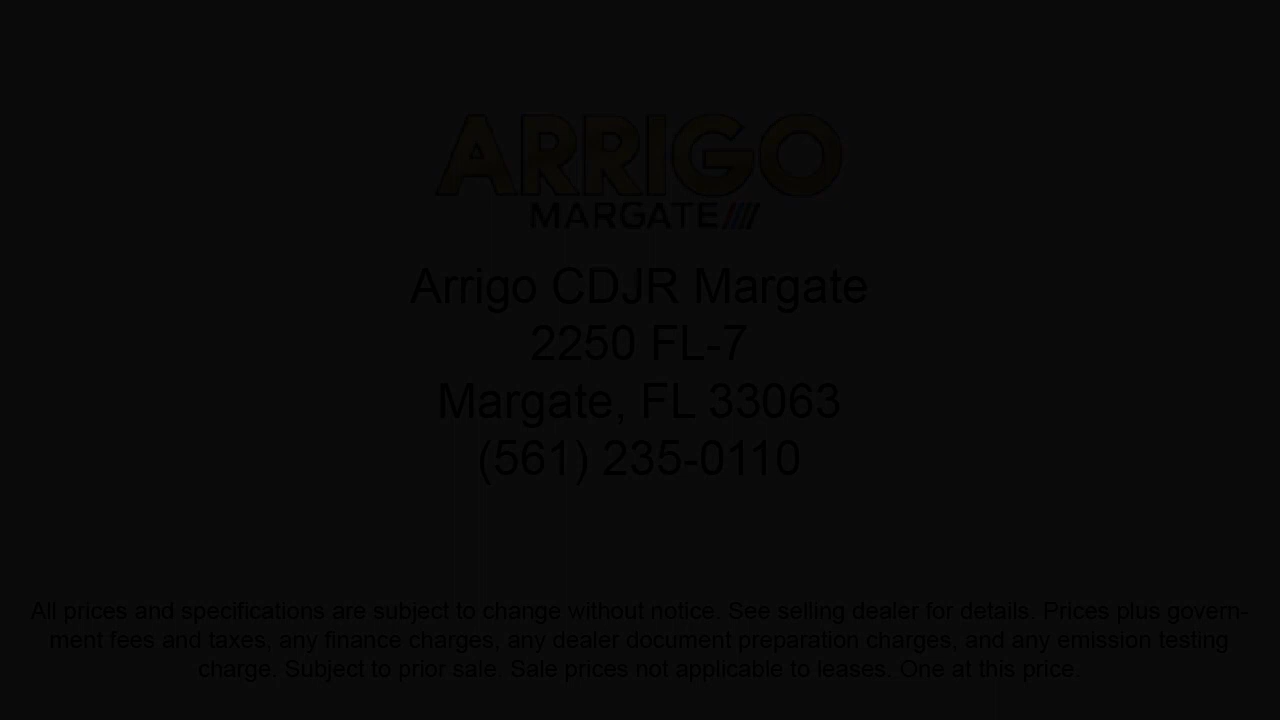 ARRIGO
MARGATE
Arrigo CDJR Margate
2250 FL-7
Margate, FL 33063
(561) 235-0110
All prices and specifications are subject to change without notice. See selling dealer for details. Prices plus govern-
ment fees and taxes, any finance charges, any dealer document preparation charges, and any emission testing
charge. Subject to prior sale. Sale prices not applicable to leases. One at this price.